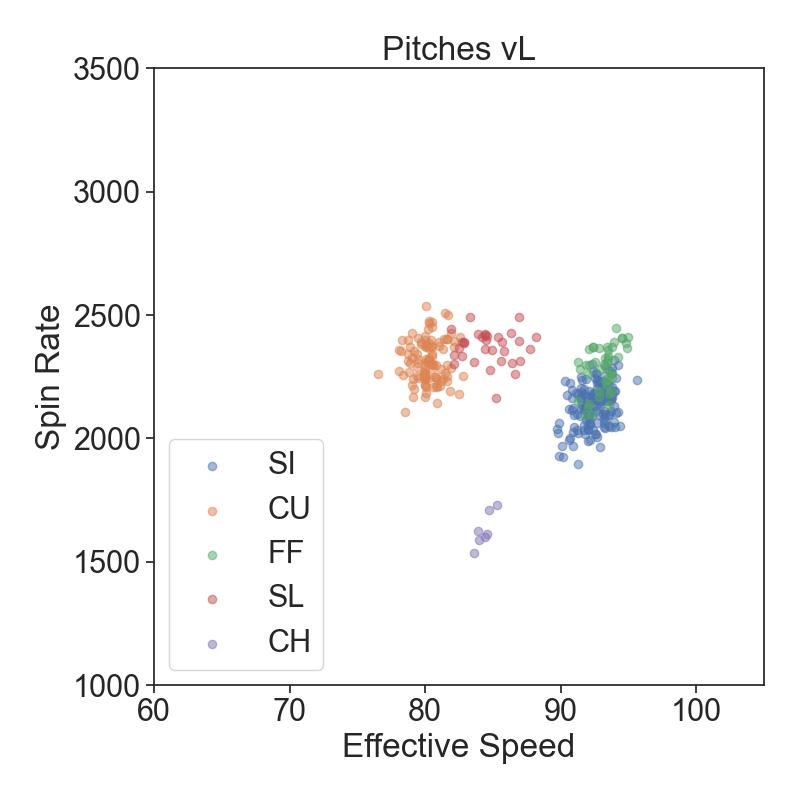 Pitches vL
3500
3000
2500
2000
1500
1000
Spin Rate
SI
CU
FF
SL
CH
60 70 80 90 100
Effective Speed